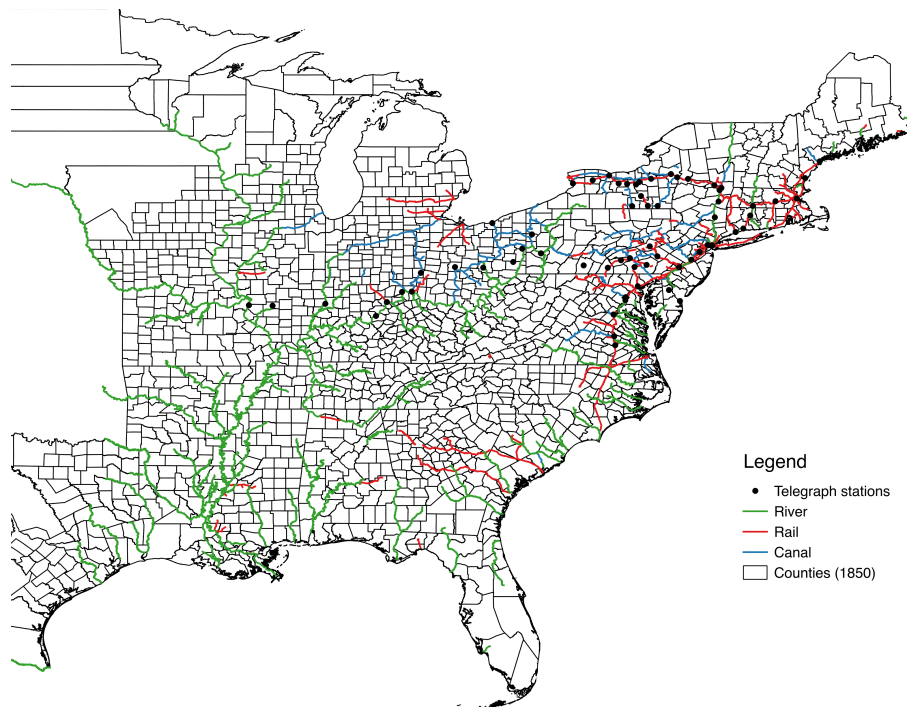 Legend
Telegraph stations
River
Rail
Canal
Counties (1850)